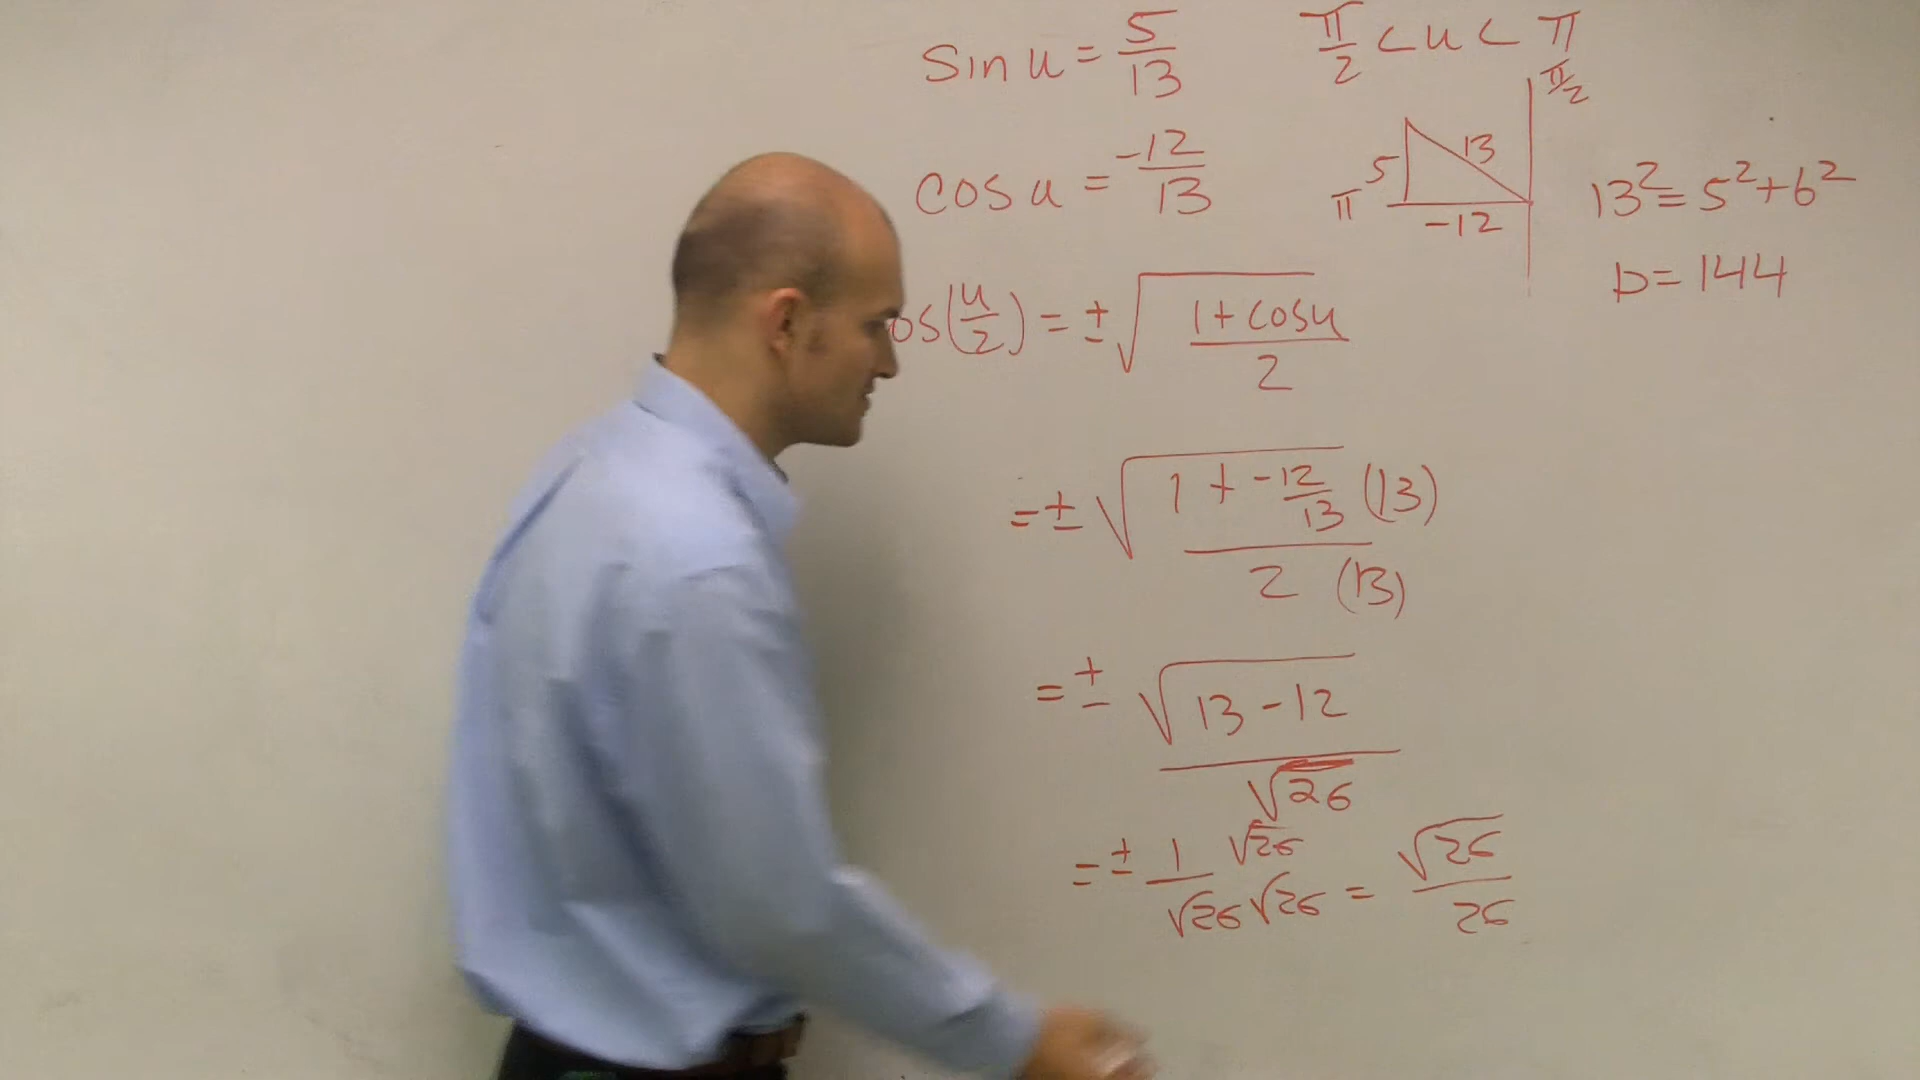 sin u = 5/13   π/2 < u < π
π/2
cos u = -12/13
5 13
π -12
13² = 5² + b²
b = 144
os(u/2) = ± √((1 + cos u)/2)
= ± √((1 + -12/13 (13))/(2 (13)))
= ± √(13 - 12)/√26
= ± 1/√26 √26/√26 = √26/26